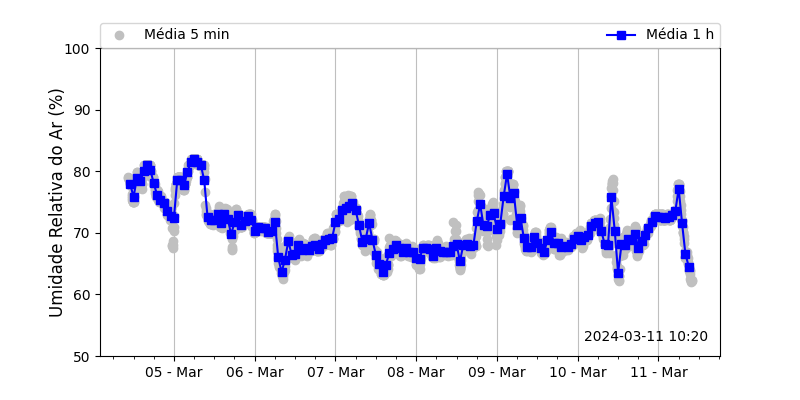 Média 5 min
Média 1 h
Umidade Relativa do Ar (%)
100
90
80
70
60
50
2024-03-11 10:20
05 - Mar
06 - Mar
07 - Mar
08 - Mar
09 - Mar
10 - Mar
11 - Mar